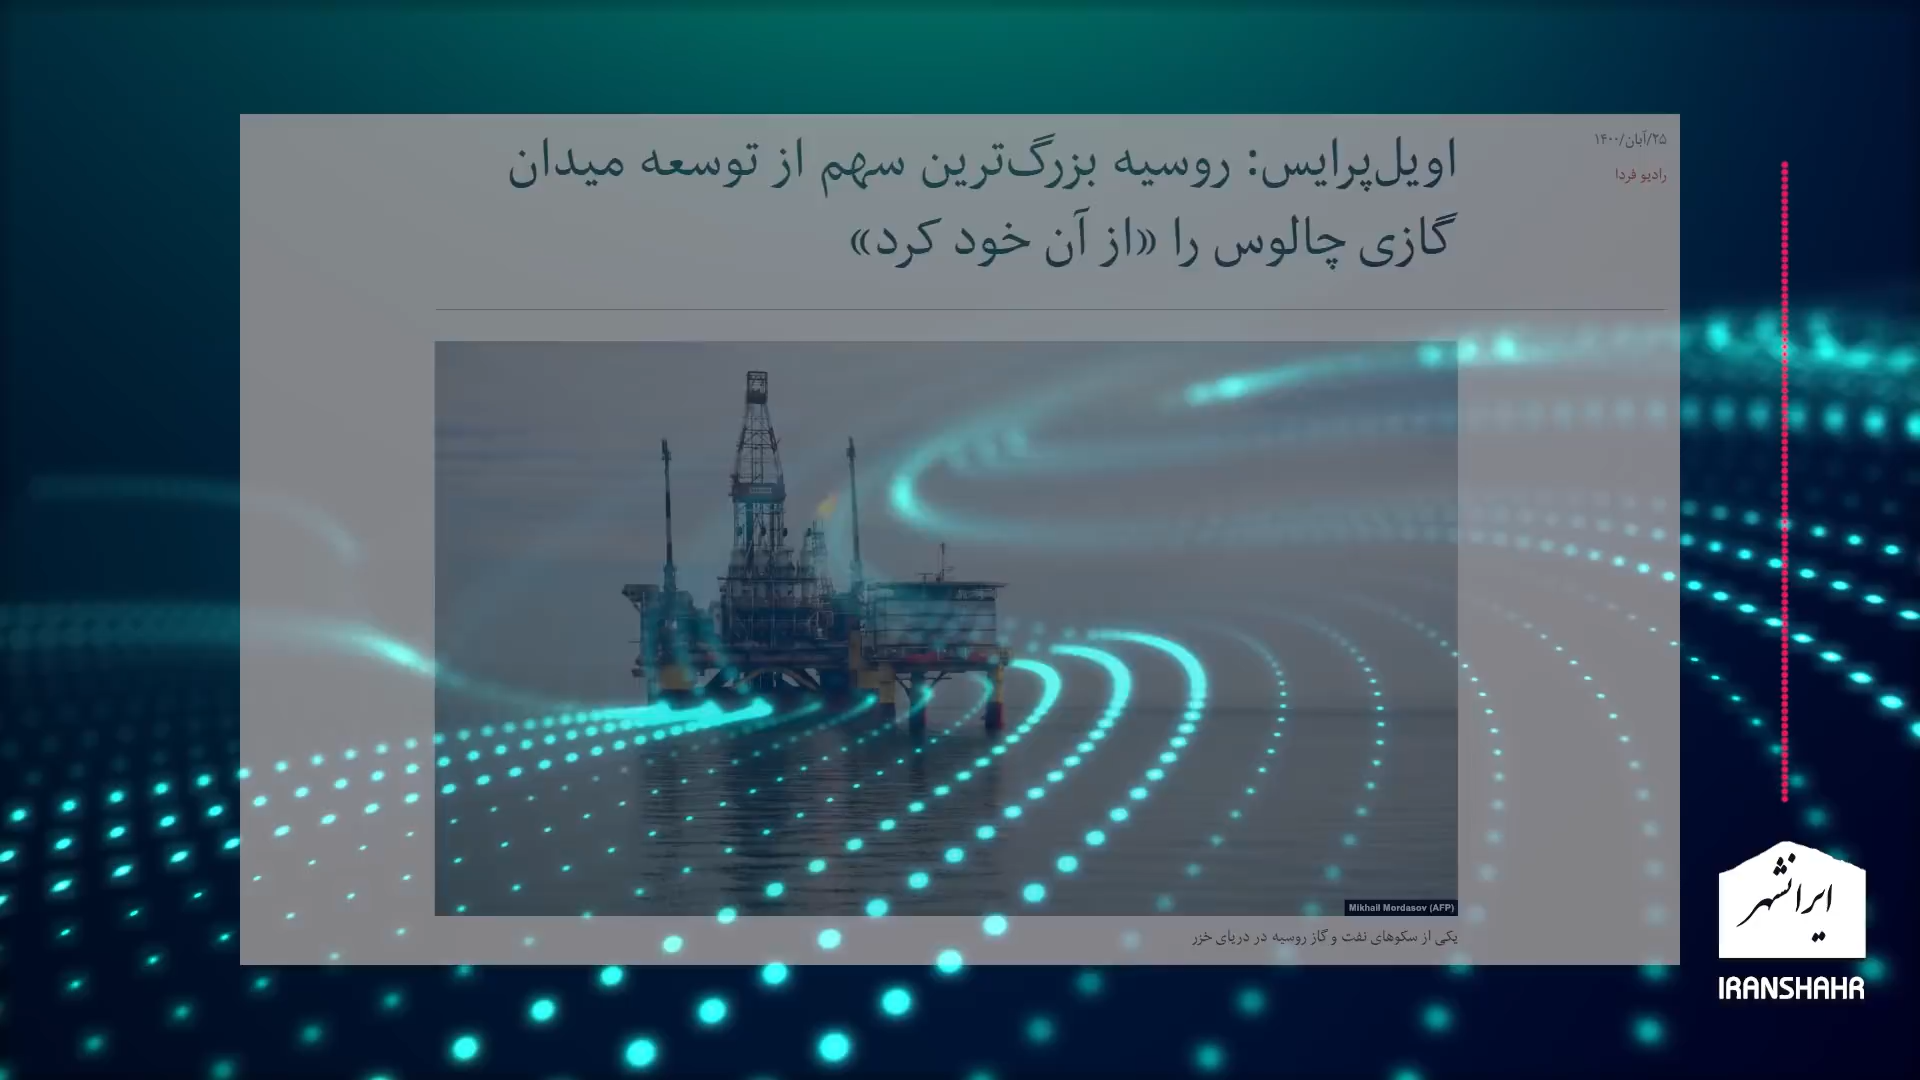 ۲۵/آبان/۱۴۰۰
رادیو فردا
اویل‌پرایس: روسیه بزرگ‌ترین سهم از توسعه میدان
گازی چالوس را «از آن خود کرد»
Mikhail Mordasov (AFP)
یکی از سکوهای نفت و گاز روسیه در دریای خزر
ایرانشهر
IRANSHAHR